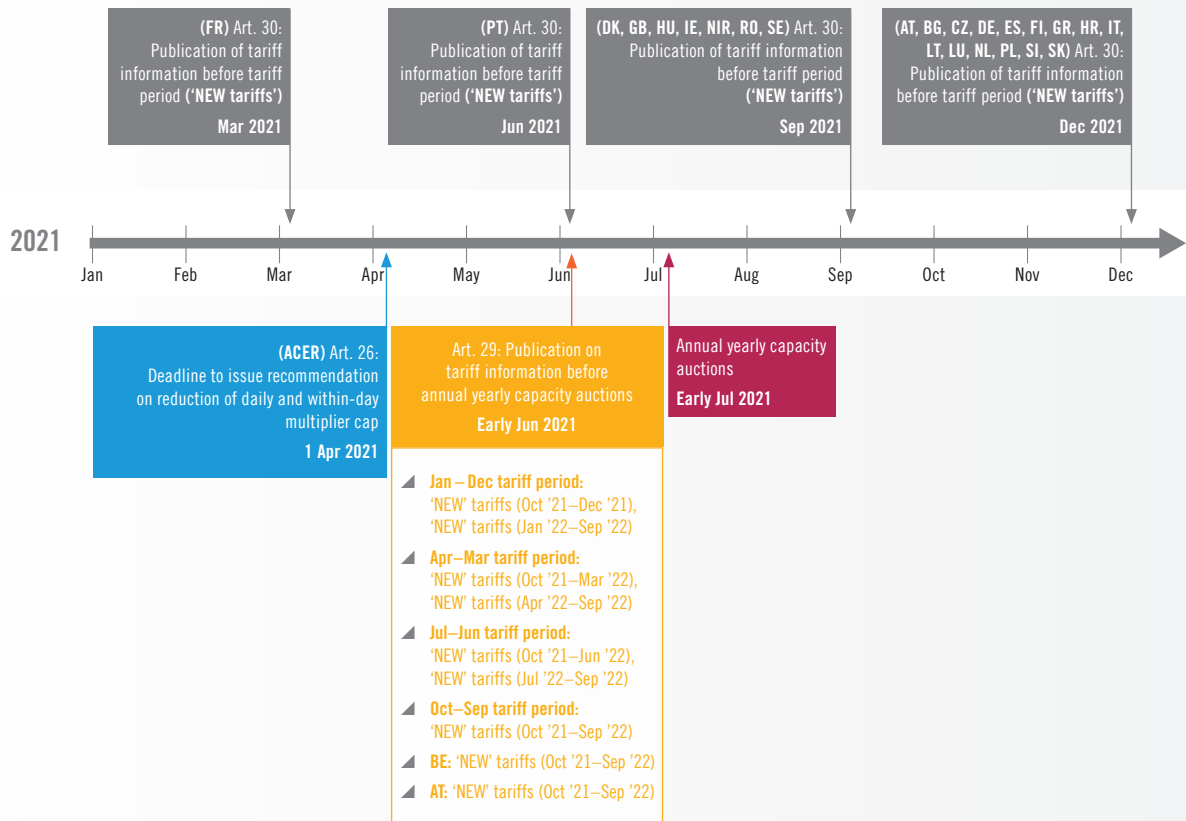 (FR) Art. 30:
Publication of tariff
information before tariff
period (‘NEW tariffs’)
Mar 2021
(PT) Art. 30:
Publication of tariff
information before tariff
period (‘NEW tariffs’)
Jun 2021
(DK, GB, HU, IE, NIR, RO, SE) Art. 30:
Publication of tariff information
before tariff period
(‘NEW tariffs’)
Sep 2021
(AT, BG, CZ, DE, ES, FI, GR, HR, IT,
LT, LU, NL, PL, SI, SK) Art. 30:
Publication of tariff information
before tariff period (‘NEW tariffs’)
Dec 2021
2021
Jan Feb Mar Apr May Jun Jul Aug Sep Oct Nov Dec
(ACER) Art. 26:
Deadline to issue recommendation
on reduction of daily and within-day
multiplier cap
1 Apr 2021
Art. 29: Publication on
tariff information before
annual yearly capacity auctions
Early Jun 2021
Annual yearly capacity
auctions
Early Jul 2021
Jan – Dec tariff period:
‘NEW’ tariffs (Oct ’21–Dec ’21),
‘NEW’ tariffs (Jan ’22–Sep ’22)
Apr–Mar tariff period:
‘NEW’ tariffs (Oct ’21–Mar ’22),
‘NEW’ tariffs (Apr ’22–Sep ’22)
Jul–Jun tariff period:
‘NEW’ tariffs (Oct ’21–Jun ’22),
‘NEW’ tariffs (Jul ’22–Sep ’22)
Oct–Sep tariff period:
‘NEW’ tariffs (Oct ’21–Sep ’22)
BE: ‘NEW’ tariffs (Oct ’21–Sep ’22)
AT: ‘NEW’ tariffs (Oct ’21–Sep ’22)